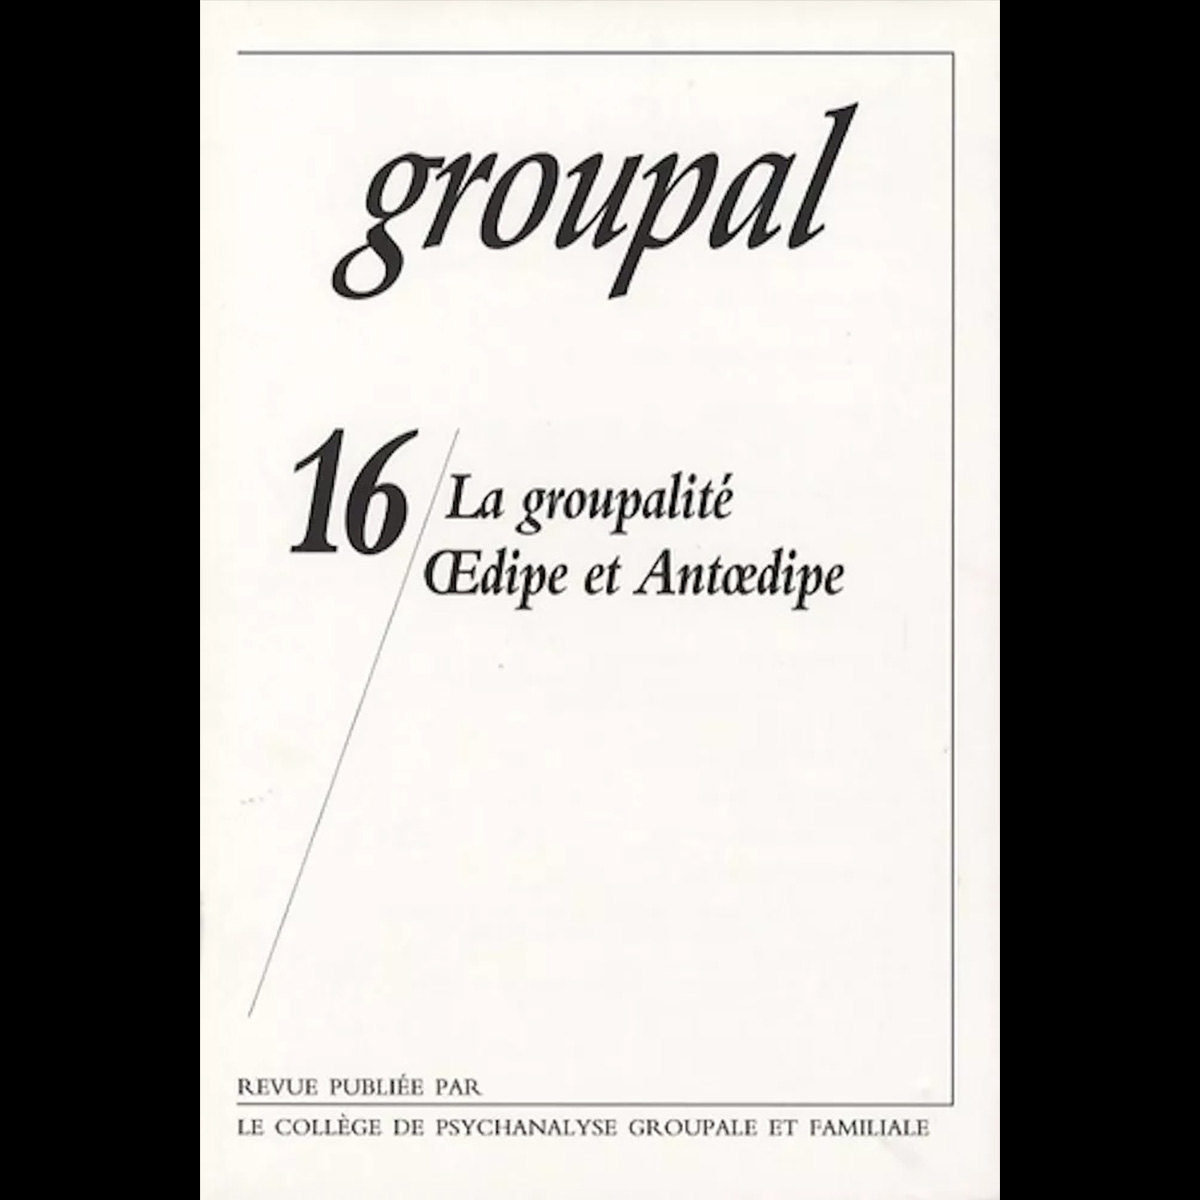 groupal
16
La groupalité
Œdipe et Antœdipe
REVUE PUBLIÉE PAR
LE COLLÈGE DE PSYCHANALYSE GROUPALE ET FAMILIALE